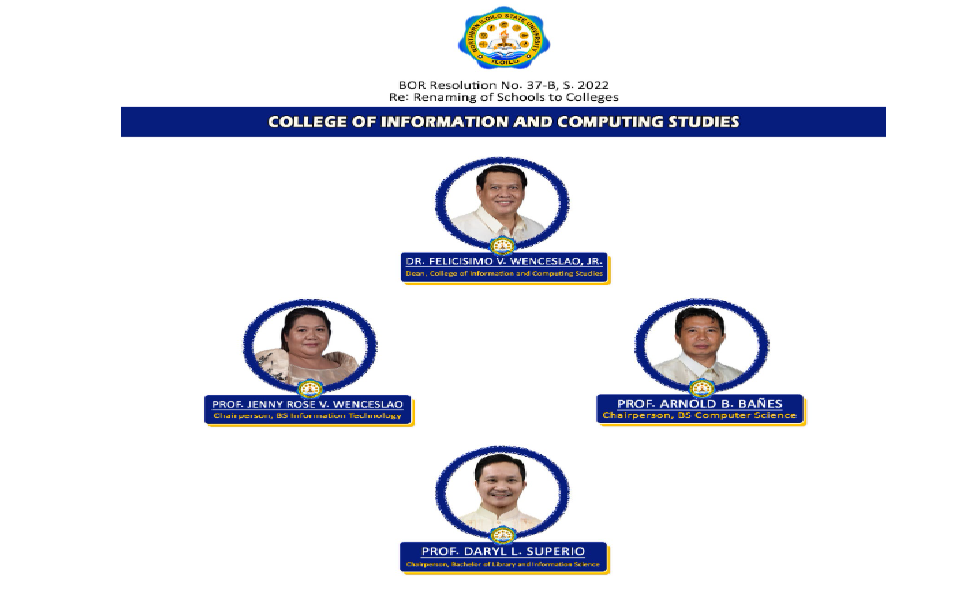 NORTHERN ILOILO STATE UNIVERSITY
ILOILO
BOR Resolution No. 37-B, S. 2022
Re: Renaming of Schools to Colleges
COLLEGE OF INFORMATION AND COMPUTING STUDIES
DR. FELICISIMO V. WENCESLAO, JR.
Dean, College of Information and Computing Studies
PROF. JENNY ROSE V. WENCESLAO
Chairperson, BS Information Technology
PROF. ARNOLD B. BAÑES
Chairperson, BS Computer Science
PROF. DARYL L. SUPERIO
Chairperson, Bachelor of Library and Information Science